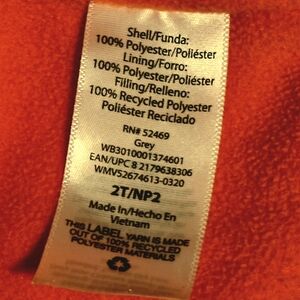 Shell/Funda:
100% Polyester/Poliéster
Lining/Forro:
100% Polyester/Poliéster
Filling/Relleno:
100% Recycled Polyester
Poliéster Reciclado
RN# 52469
Grey
WB3010001374601
EAN/UPC 8 2179638306
WMV52674613-0320
2T/NP2
Made In/Hecho En
Vietnam
THIS LABEL YARN IS MADE
OUT OF 100% RECYCLED
POLYESTER MATERIALS